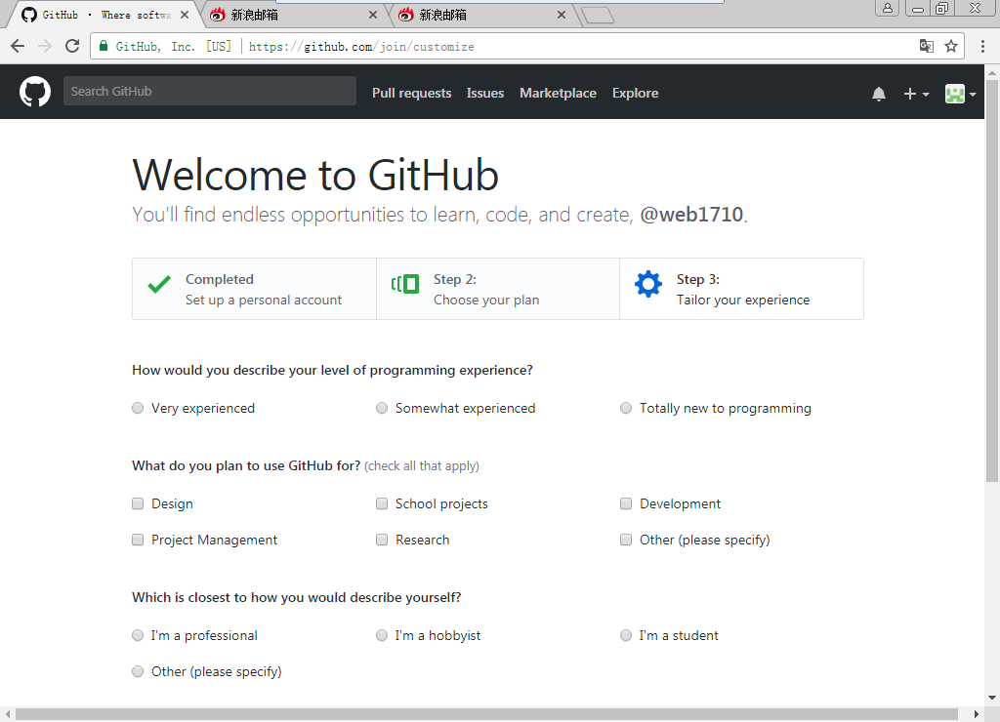 GitHub · Where softwa
新浪邮箱
新浪邮箱
GitHub, Inc. [US] https://github.com/join/customize
Search GitHub
Pull requests Issues Marketplace Explore
Welcome to GitHub
You'll find endless opportunities to learn, code, and create, @web1710.
Completed
Set up a personal account
Step 2:
Choose your plan
Step 3:
Tailor your experience
How would you describe your level of programming experience?
Very experienced Somewhat experienced Totally new to programming
What do you plan to use GitHub for? (check all that apply)
Design School projects Development
Project Management Research Other (please specify)
Which is closest to how you would describe yourself?
I'm a professional I'm a hobbyist I'm a student
Other (please specify)